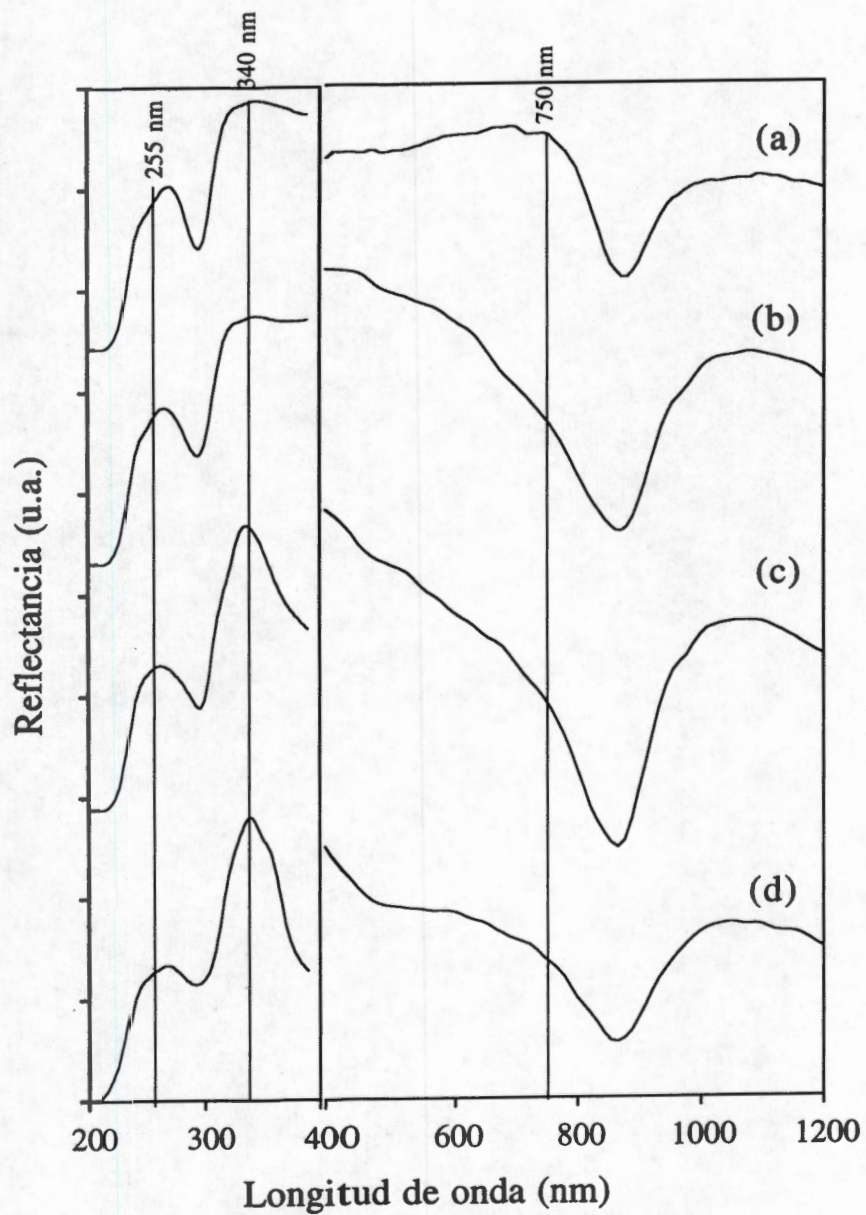 255 nm
340 nm
750 nm
(a)
(b)
(c)
(d)
Reflectancia (u.a.)
200 300 400 600 800 1000 1200
Longitud de onda (nm)